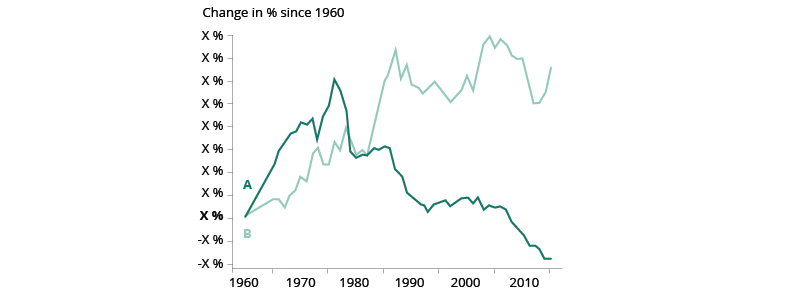 Change in % since 1960
X %
X %
X %
X %
X %
X %
X %
A
X %
X %
B
-X %
-X %
1960 1970 1980 1990 2000 2010